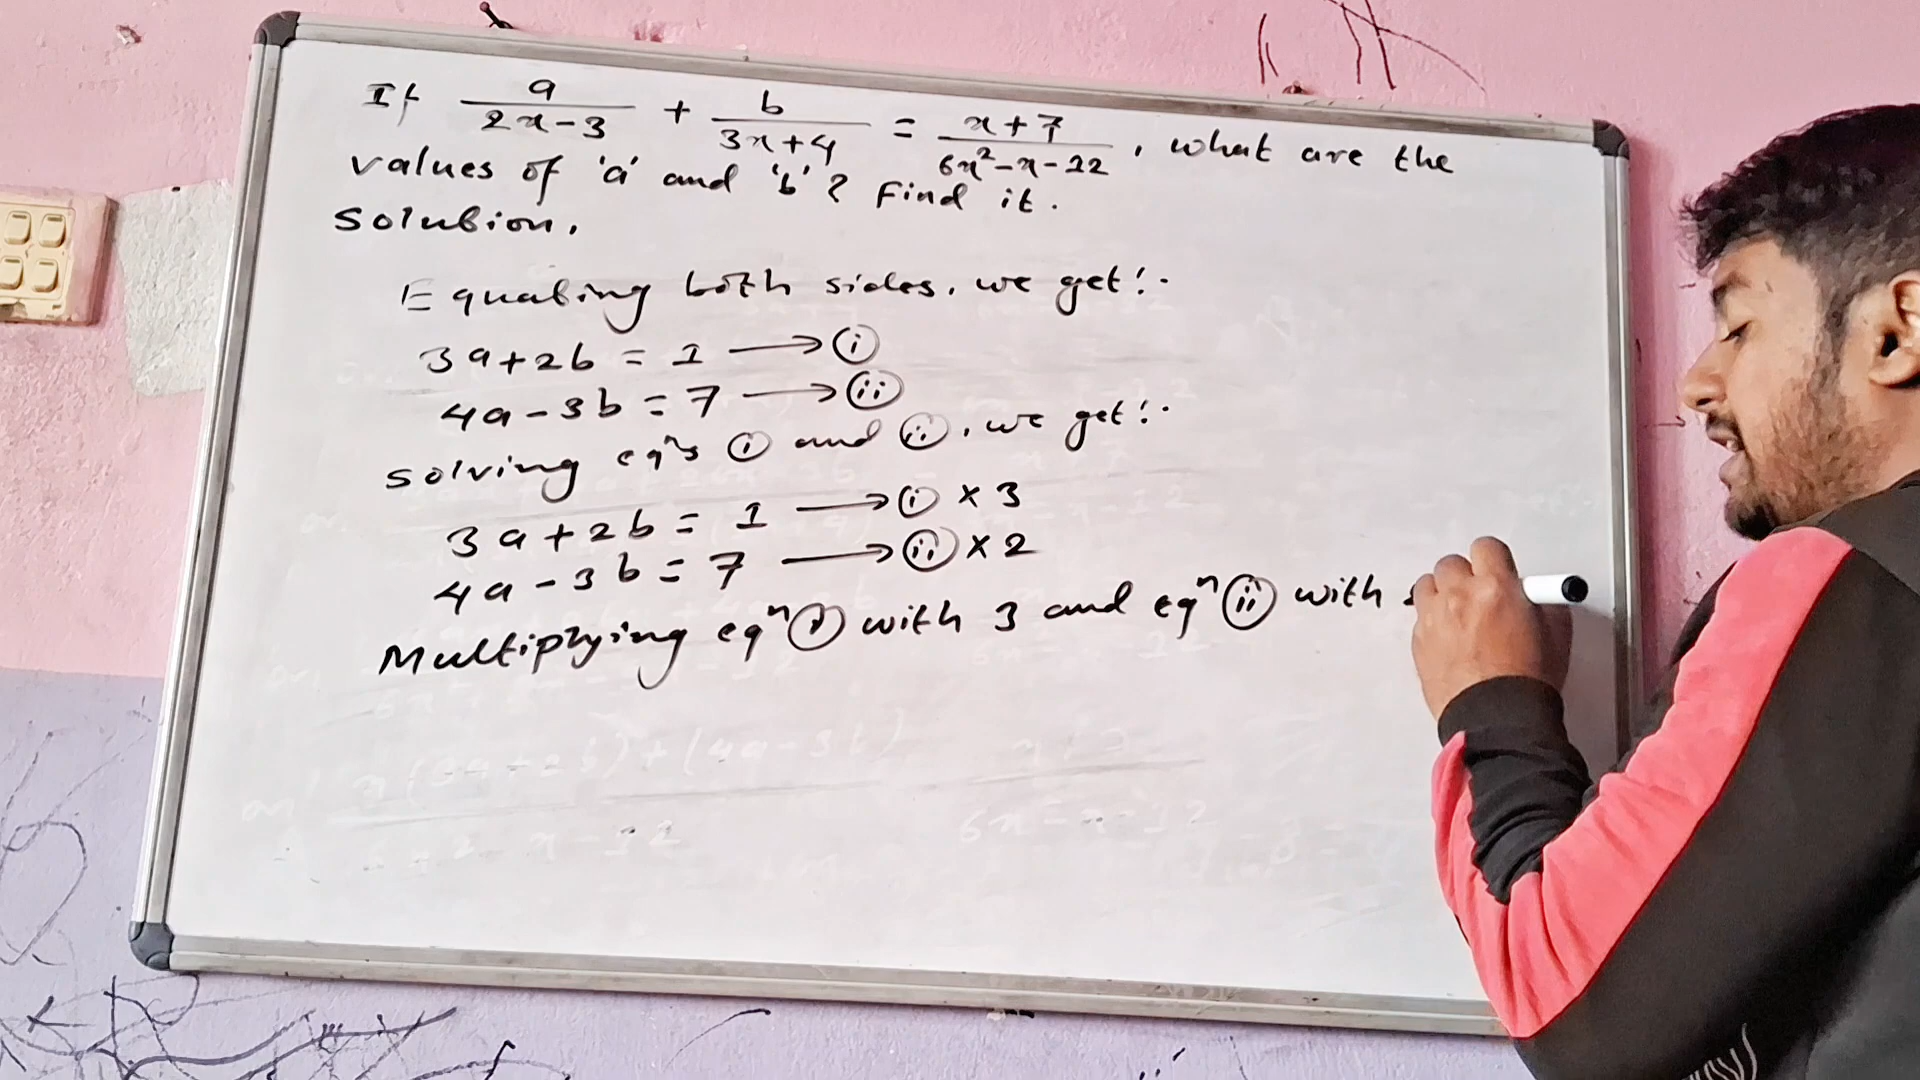 If a/(2x-3) + b/(3x+4) = (x+7)/(6x²-x-12), what are the
values of 'a' and 'b'? Find it.
Solution,
Equating both sides, we get:-
3a+2b = 1 → (i)
4a-3b = 7 → (ii)
Solving eqⁿs (i) and (ii), we get:-
3a+2b = 1 → (i) × 3
4a-3b = 7 → (ii) × 2
Multiplying eqⁿ (i) with 3 and eqⁿ (ii) with